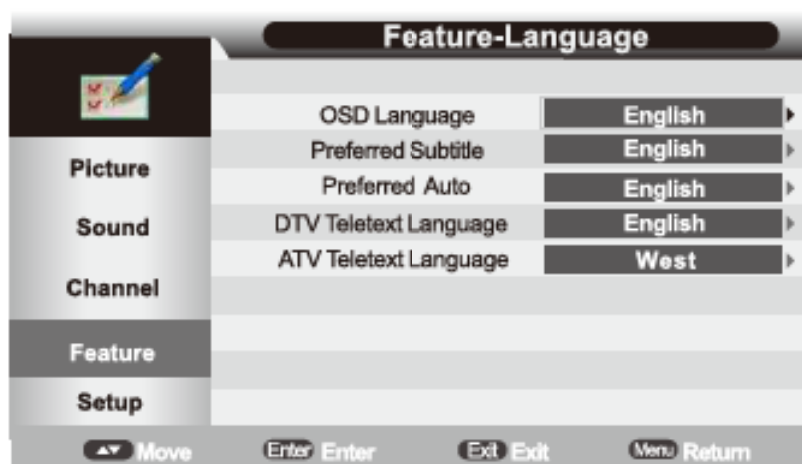 Feature-Language
OSD Language English
Preferred Subtitle English
Preferred Auto English
DTV Teletext Language English
ATV Teletext Language West
Picture
Sound
Channel
Feature
Setup
Move Enter Enter Exit Exit Menu Return